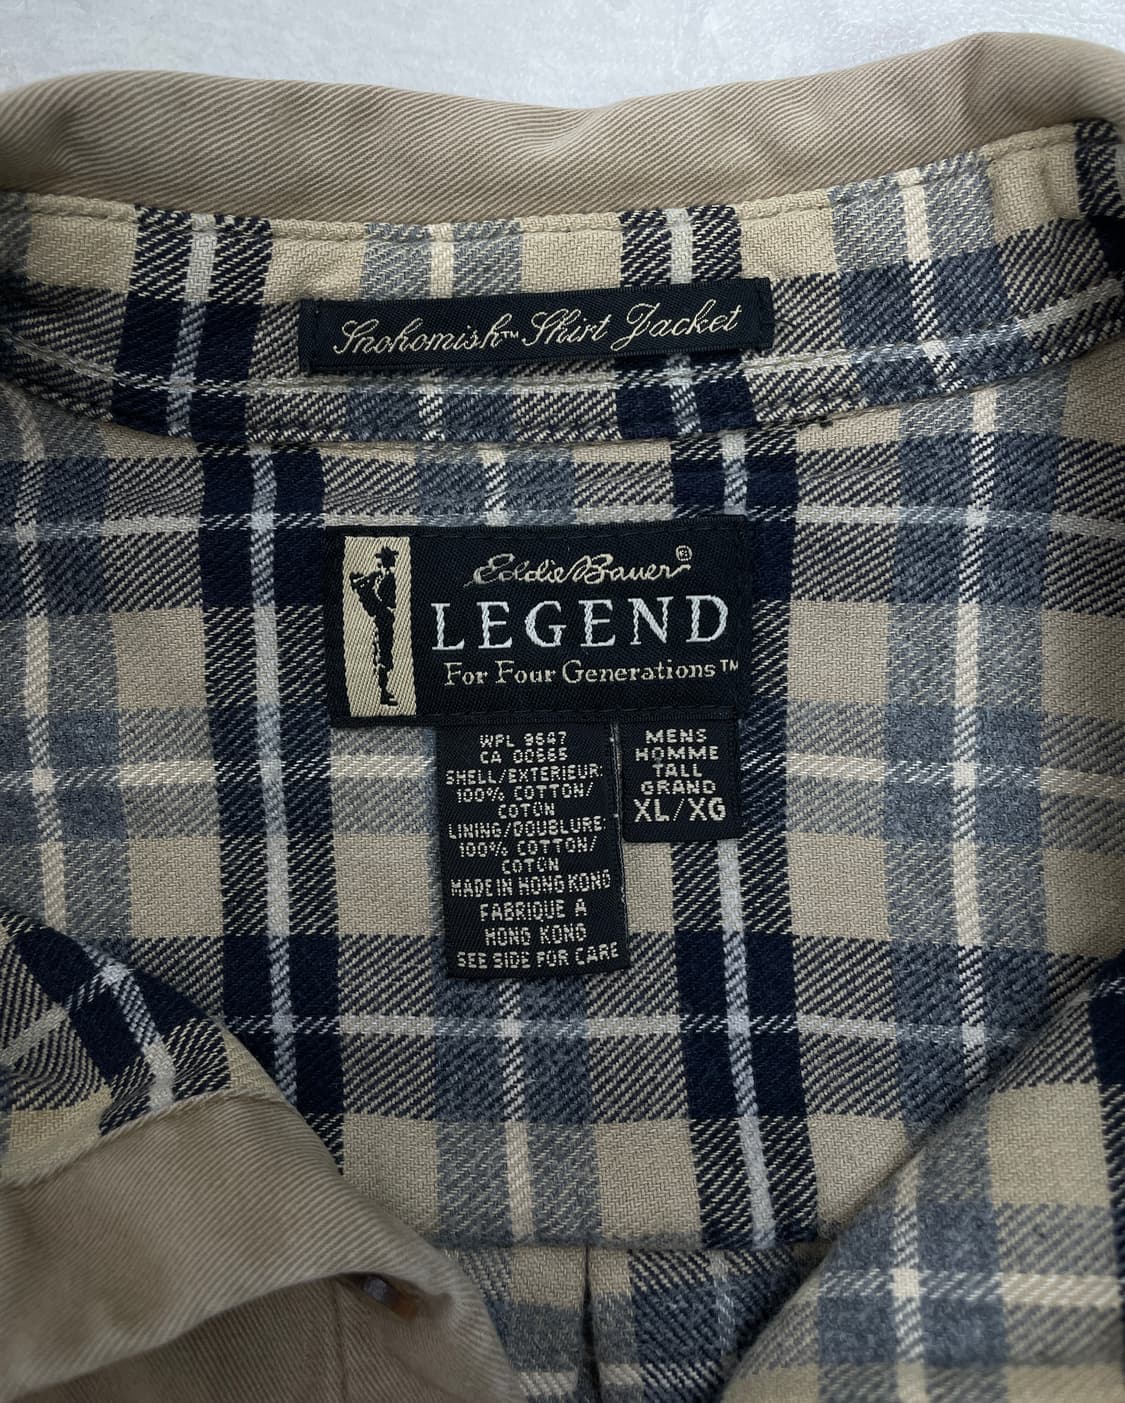 Snohomish™ Shirt Jacket
Eddie Bauer®
LEGEND
For Four Generations™
WPL 9647
CA 00665
SHELL/EXTERIEUR:
100% COTTON/
COTON
LINING/DOUBLURE:
100% COTTON/
COTON
MADE IN HONG KONG
FABRIQUE A
HONG KONG
SEE SIDE FOR CARE
MENS
HOMME
TALL
GRAND
XL/XG